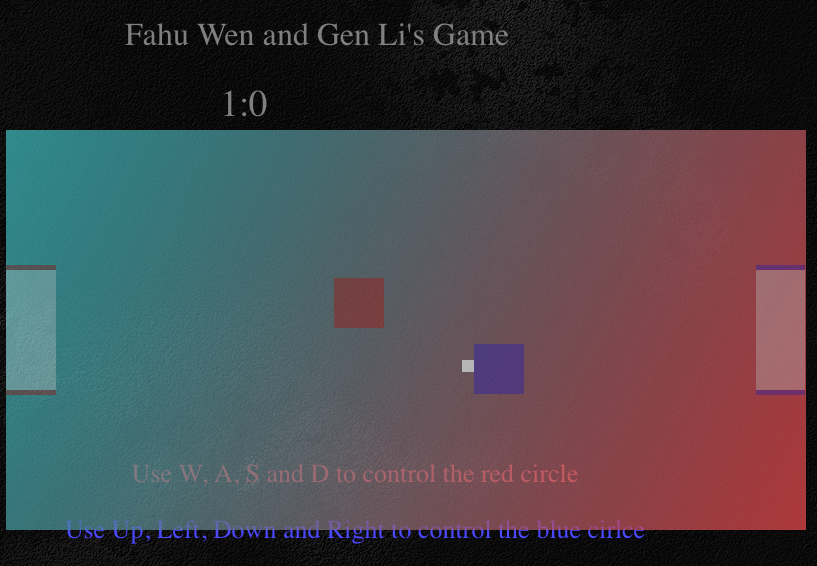 Fahu Wen and Gen Li's Game
1:0
Use W, A, S and D to control the red circle
Use Up, Left, Down and Right to control the blue cirlce